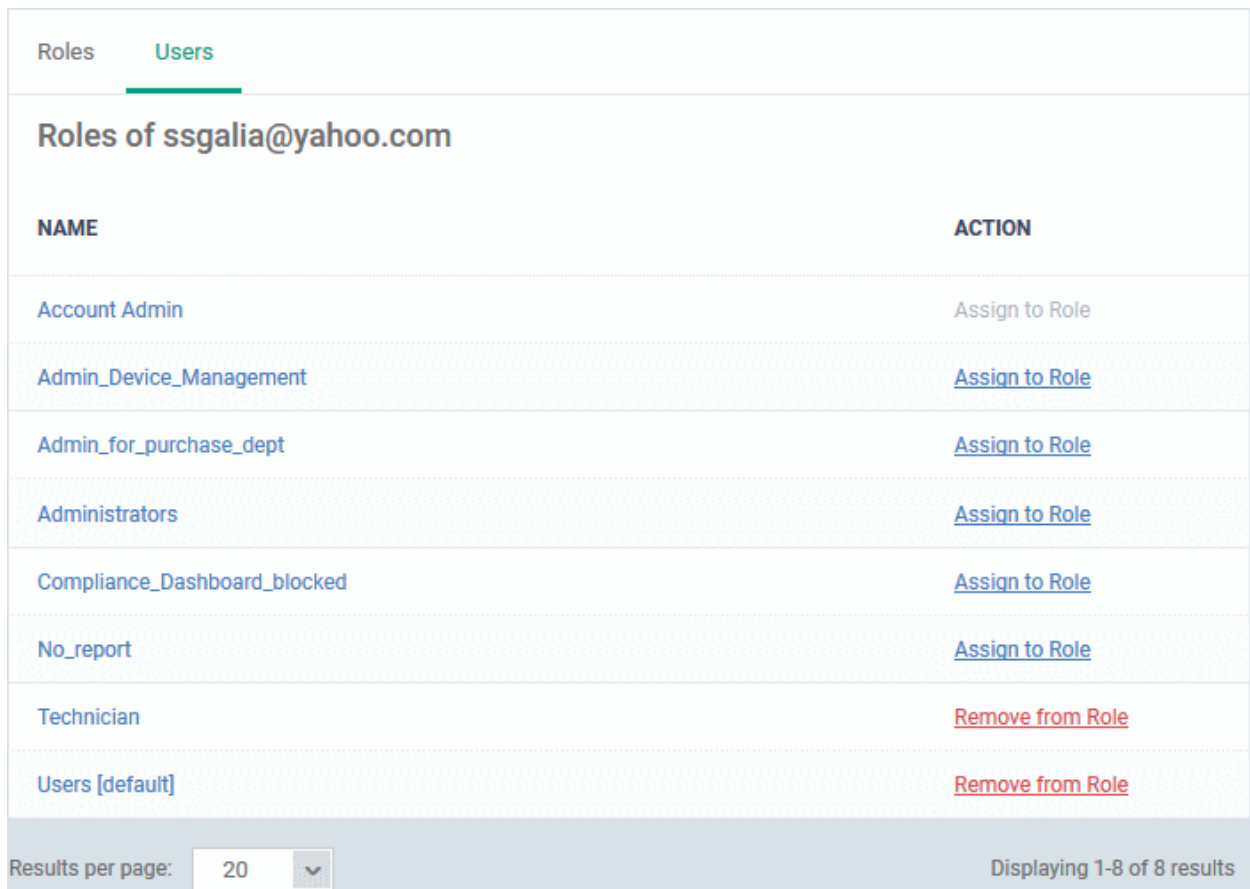 Roles Users
Roles of ssgalia@yahoo.com
NAME ACTION
Account Admin Assign to Role
Admin_Device_Management Assign to Role
Admin_for_purchase_dept Assign to Role
Administrators Assign to Role
Compliance_Dashboard_blocked Assign to Role
No_report Assign to Role
Technician Remove from Role
Users [default] Remove from Role
Results per page: 20 Displaying 1-8 of 8 results